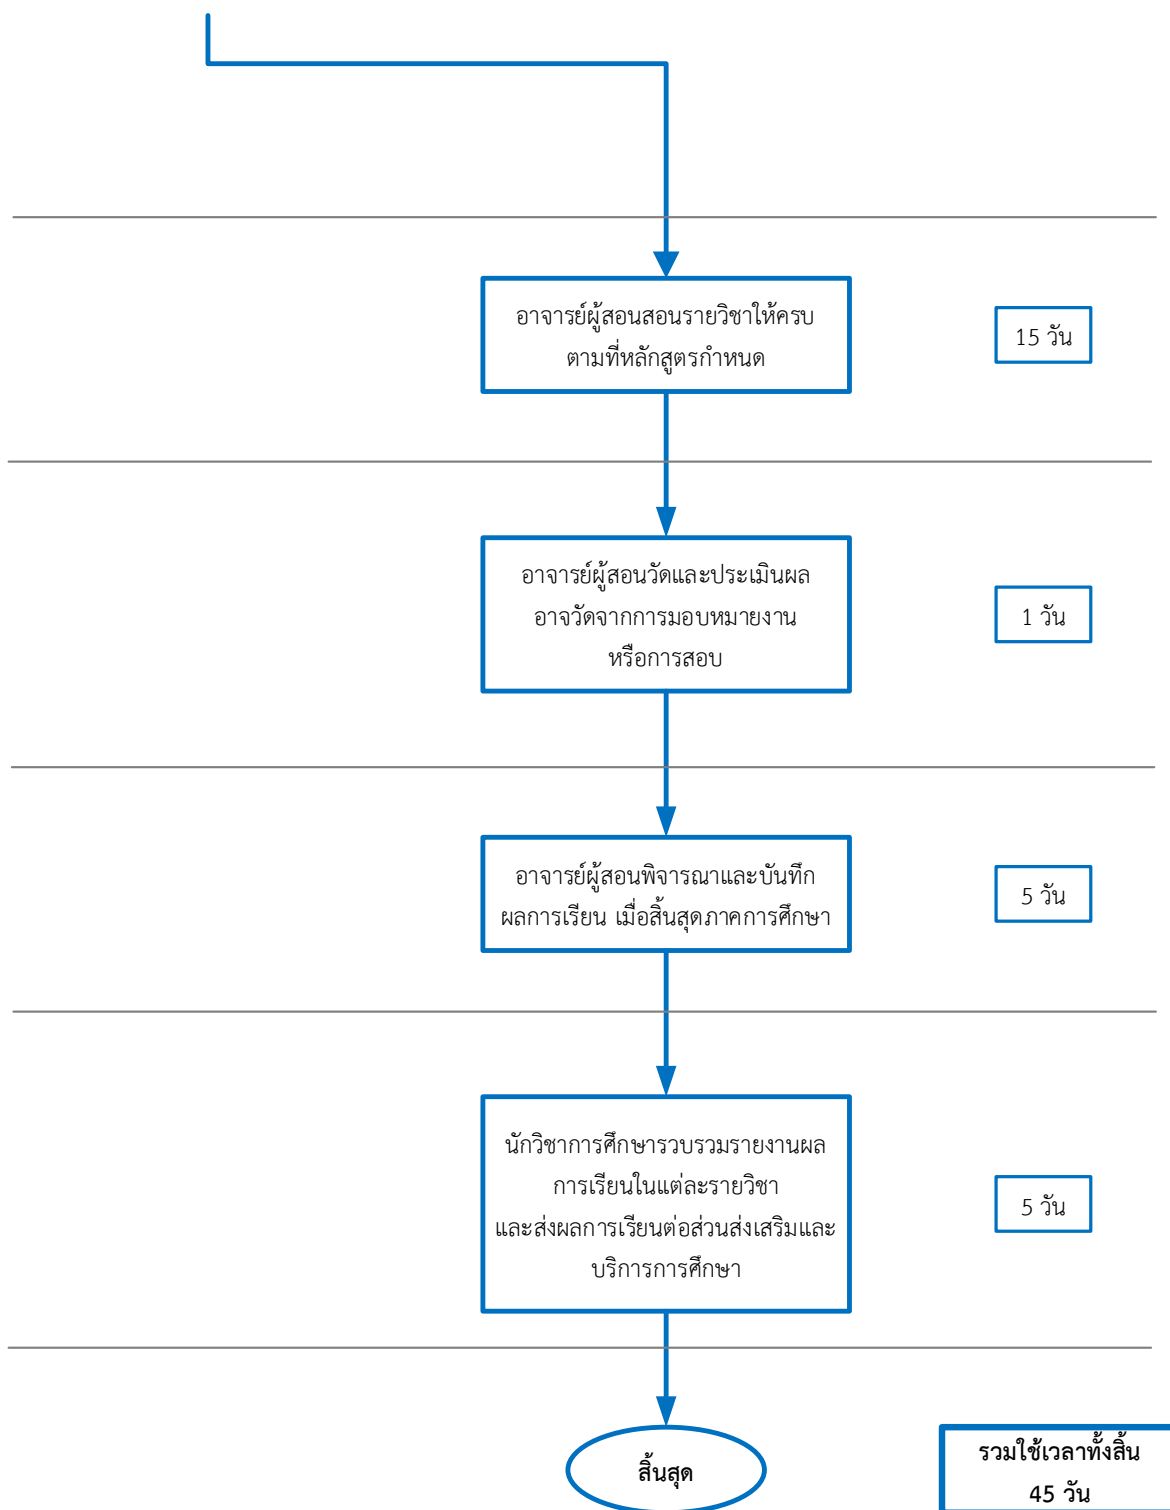 อาจารย์ผู้สอนสอนรายวิชาให้ครบ
ตามที่หลักสูตรกำหนด
15 วัน
อาจารย์ผู้สอนวัดและประเมินผล
อาจวัดจากการมอบหมายงาน
หรือการสอบ
1 วัน
อาจารย์ผู้สอนพิจารณาและบันทึก
ผลการเรียน เมื่อสิ้นสุดภาคการศึกษา
5 วัน
นักวิชาการศึกษารวบรวมรายงานผล
การเรียนในแต่ละรายวิชา
และส่งผลการเรียนต่อส่วนส่งเสริมและ
บริการการศึกษา
5 วัน
สิ้นสุด
รวมใช้เวลาทั้งสิ้น
45 วัน